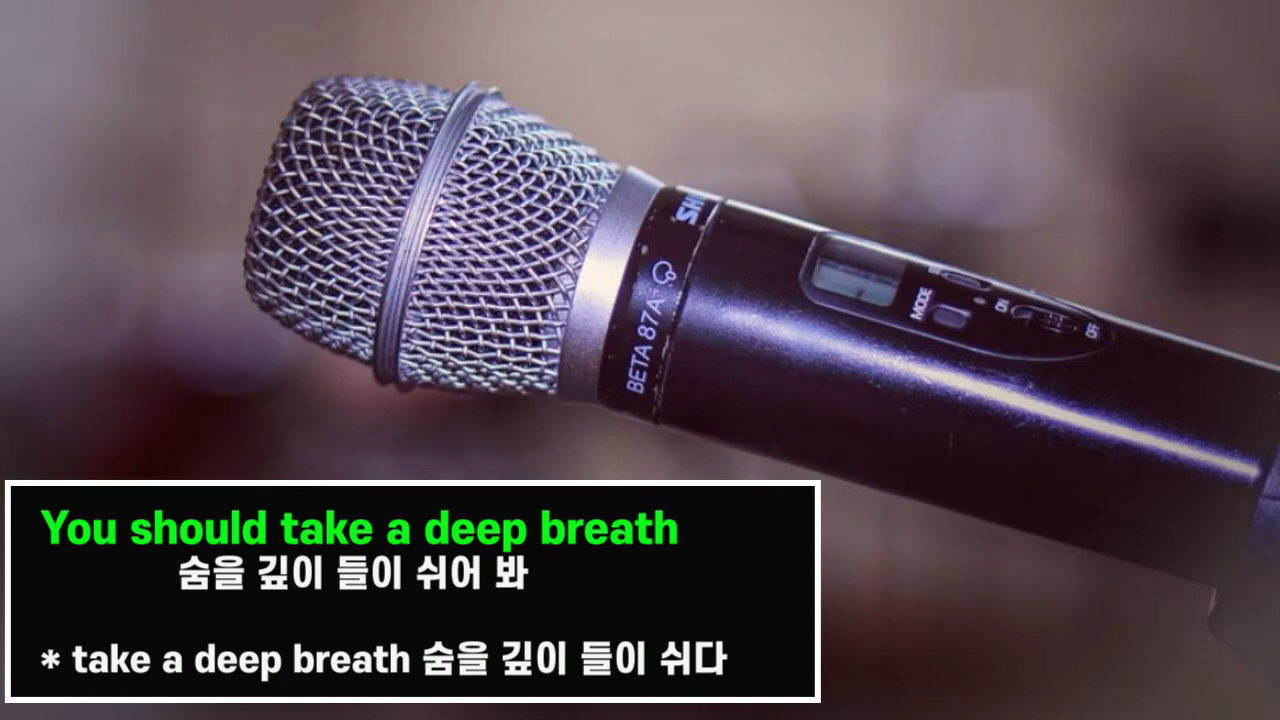 SHU
BETA 87A
MODE
ON
OFF
You should take a deep breath
숨을 깊이 들이 쉬어 봐
* take a deep breath 숨을 깊이 들이 쉬다